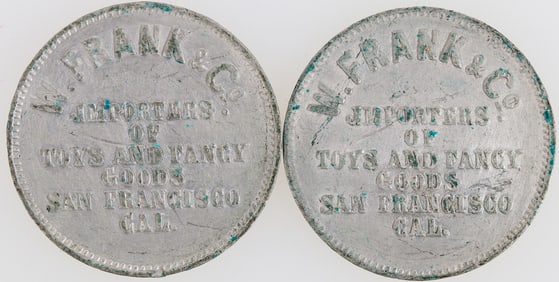 M. FRANK & Co.
IMPORTERS
OF
TOYS AND FANCY
GOODS
SAN FRANCISCO
CAL.
M. FRANK & Co.
IMPORTERS
OF
TOYS AND FANCY
GOODS
SAN FRANCISCO
CAL.